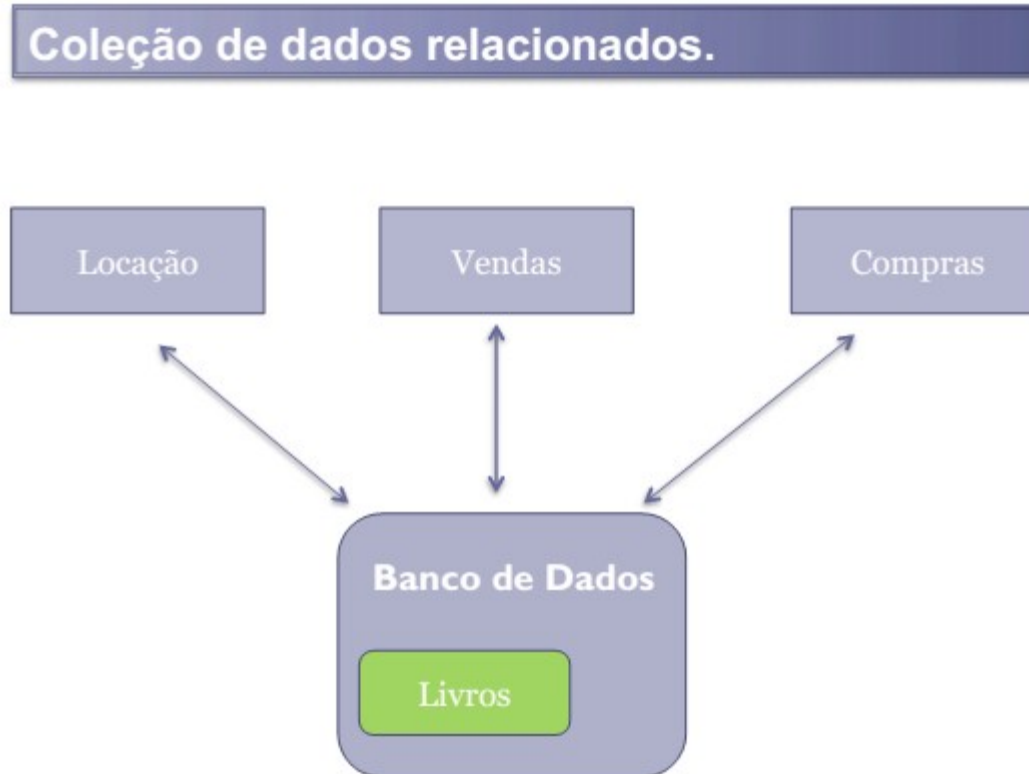 Coleção de dados relacionados.
Locação
Vendas
Compras
Banco de Dados
Livros